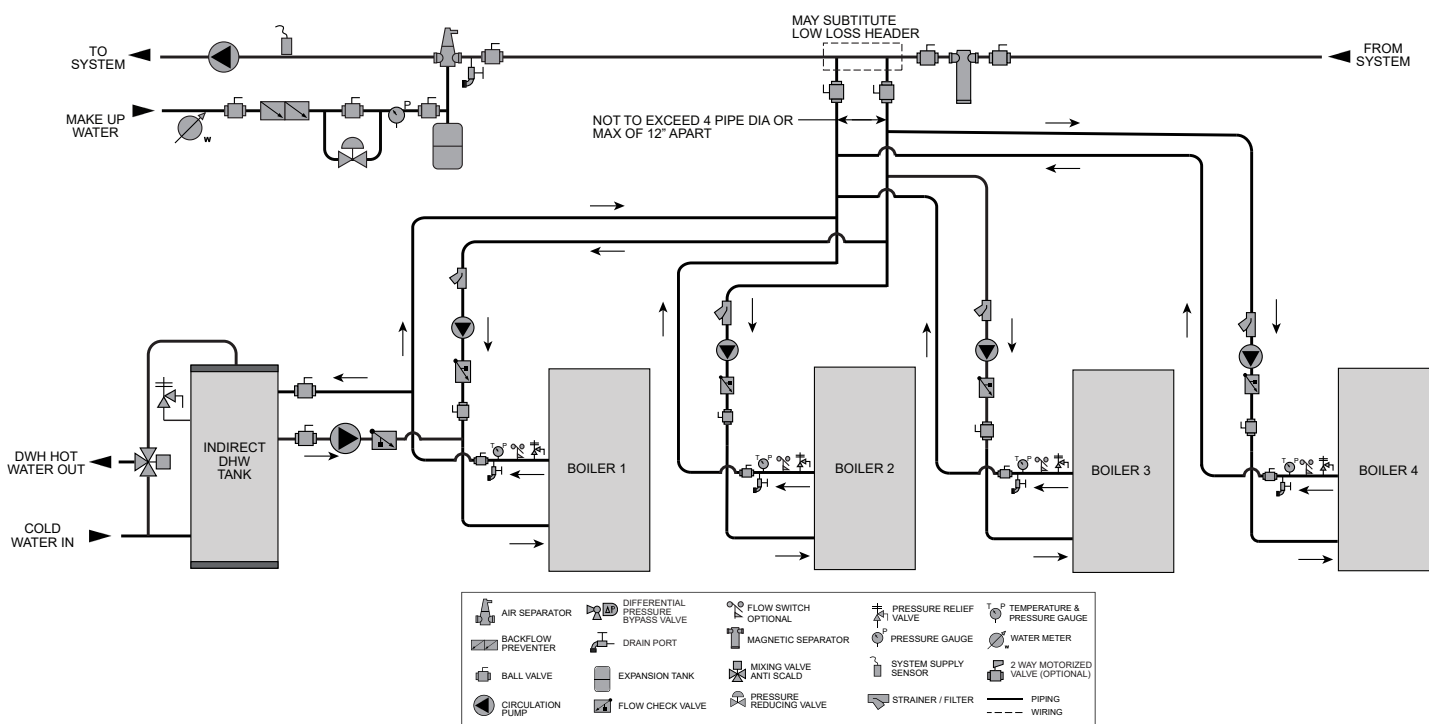 MAY SUBTITUTE
LOW LOSS HEADER
TO
SYSTEM
FROM
SYSTEM
P
MAKE UP
WATER
W
NOT TO EXCEED 4 PIPE DIA OR
MAX OF 12” APART
INDIRECT
DHW
TANK
DWH HOT
WATER OUT
COLD
WATER IN
T P
BOILER 1
T P
BOILER 2
T P
BOILER 3
T P
BOILER 4
AIR SEPARATOR
ΔP
DIFFERENTIAL
PRESSURE
BYPASS VALVE
FLOW SWITCH
OPTIONAL
PRESSURE RELIEF
VALVE
T P
TEMPERATURE &
PRESSURE GAUGE
BACKFLOW
PREVENTER
DRAIN PORT
MAGNETIC SEPARATOR
P
PRESSURE GAUGE
W
WATER METER
BALL VALVE
EXPANSION TANK
MIXING VALVE
ANTI SCALD
SYSTEM SUPPLY
SENSOR
2 WAY MOTORIZED
VALVE (OPTIONAL)
CIRCULATION
PUMP
FLOW CHECK VALVE
PRESSURE
REDUCING VALVE
STRAINER / FILTER
PIPING
WIRING